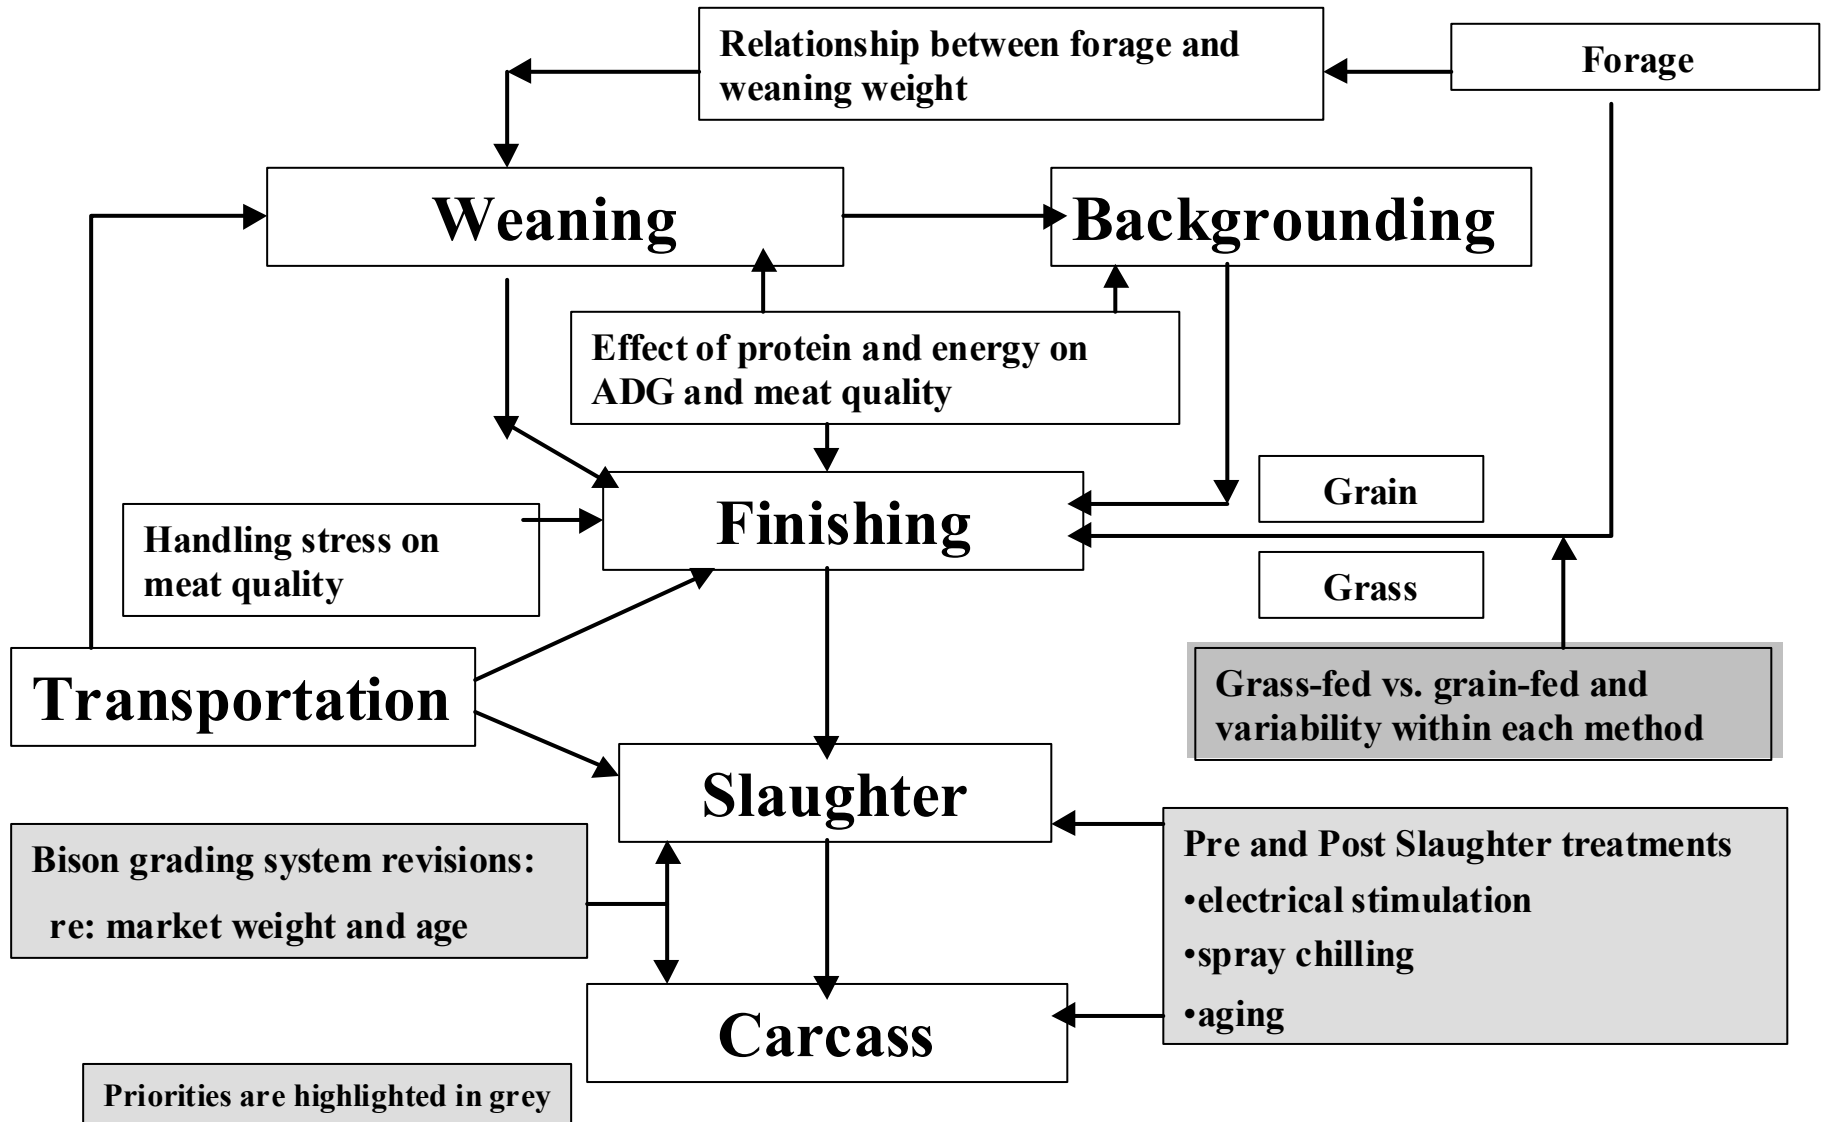 Relationship between forage and
weaning weight
Forage
Weaning
Backgrounding
Effect of protein and energy on
ADG and meat quality
Finishing
Grain
Handling stress on
meat quality
Grass
Transportation
Grass-fed vs. grain-fed and
variability within each method
Slaughter
Bison grading system revisions:
re: market weight and age
Pre and Post Slaughter treatments
•electrical stimulation
•spray chilling
•aging
Carcass
Priorities are highlighted in grey